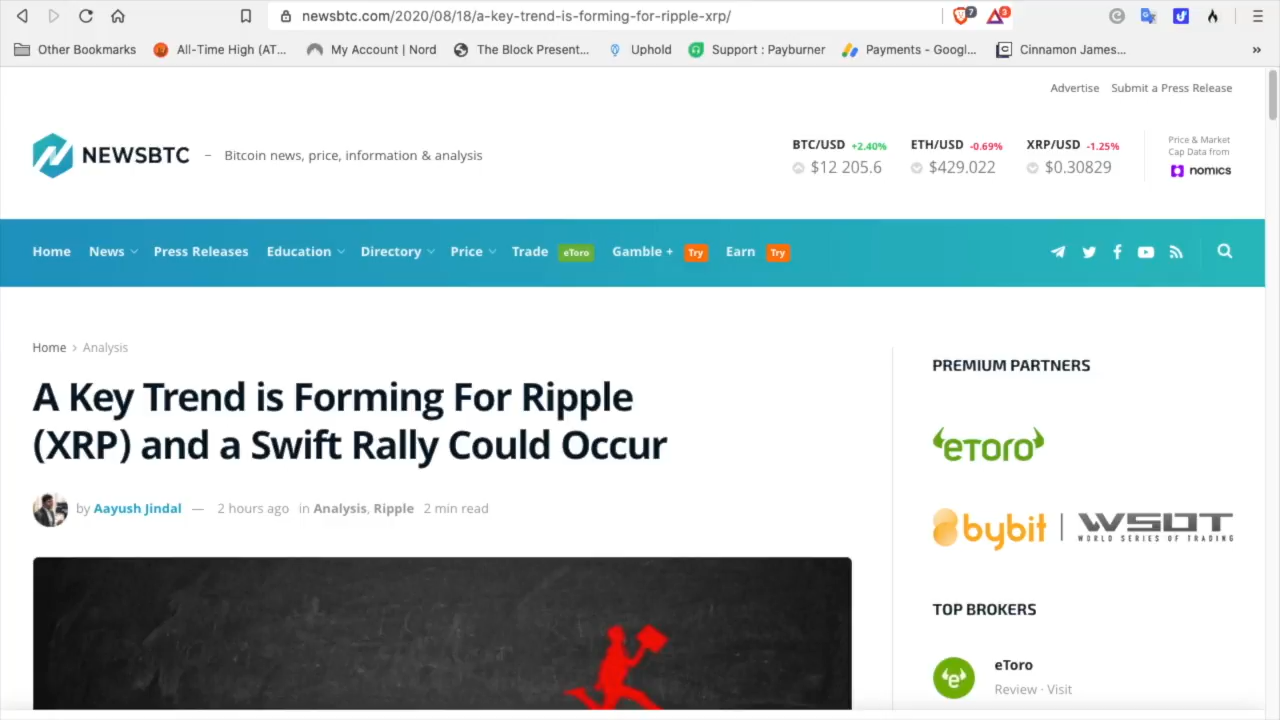 newsbtc.com/2020/08/18/a-key-trend-is-forming-for-ripple-xrp/
7
3
Other Bookmarks
All-Time High (AT...
My Account | Nord
The Block Present...
Uphold
Support : Payburner
Payments - Googl...
Cinnamon James...
»
Advertise Submit a Press Release
NEWSBTC – Bitcoin news, price, information & analysis
BTC/USD +2.40%
$12 205.6
ETH/USD -0.69%
$429.022
XRP/USD -1.25%
$0.30829
Price & Market
Cap Data from
nomics
Home News Press Releases Education Directory Price Trade eToro Gamble + Try Earn Try
Home > Analysis
A Key Trend is Forming For Ripple
(XRP) and a Swift Rally Could Occur
by Aayush Jindal — 2 hours ago in Analysis, Ripple 2 min read
PREMIUM PARTNERS
eToro
bybit | WSOT
WORLD SERIES OF TRADING
TOP BROKERS
eToro
Review · Visit